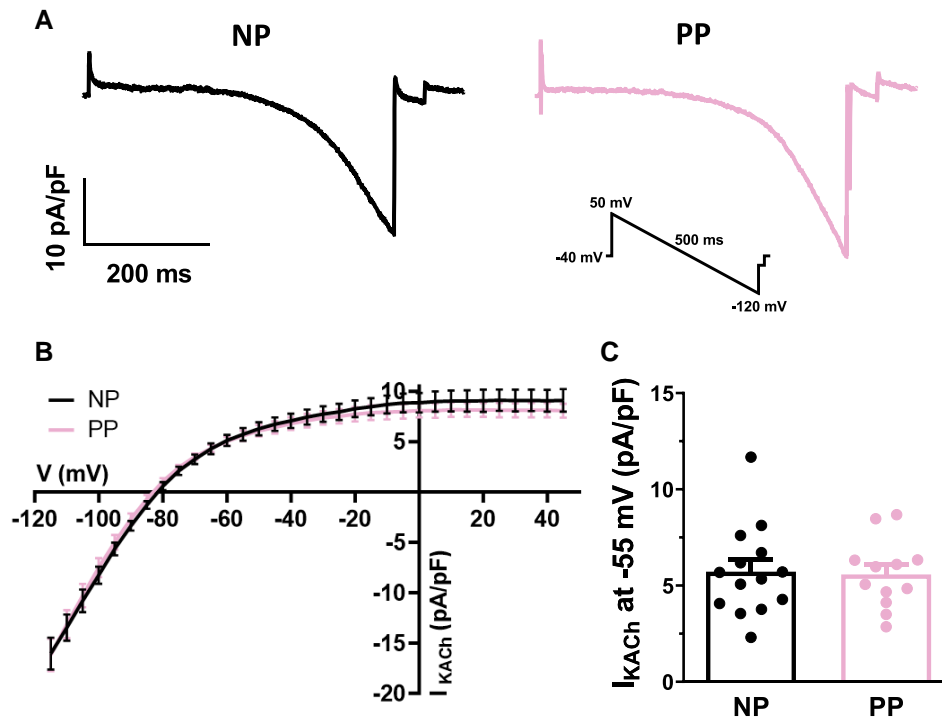 A
NP
PP
10 pA/pF
200 ms
50 mV
500 ms
-40 mV
-120 mV
B
NP
PP
V (mV)
-120 -100 -80 -60 -40 -20 20 40
10
5
-5
-10
-15
-20
IKACh (pA/pF)
C
IKACh at -55 mV (pA/pF)
15
10
5
0
NP PP